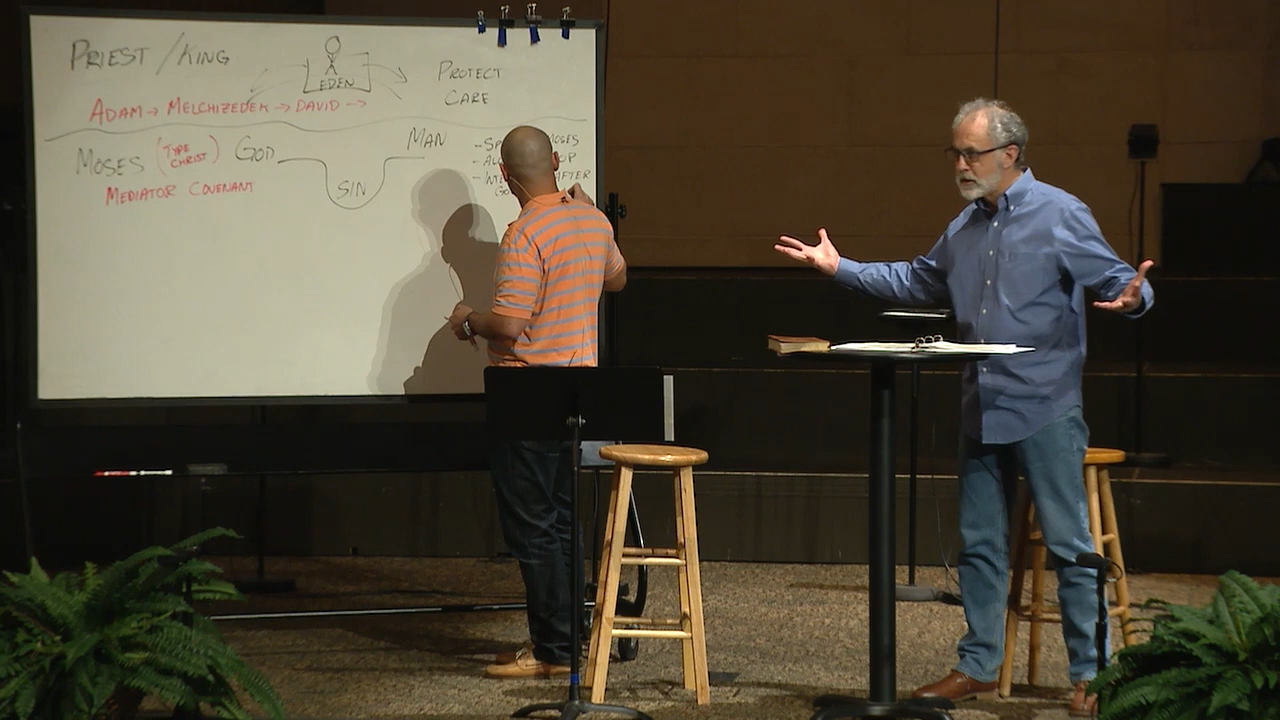 PRIEST / KING
EDEN
PROTECT
CARE
ADAM → MELCHIZEDEK → DAVID →
MOSES (TYPE CHRIST) GOD
SIN
MAN
MEDIATOR COVENANT